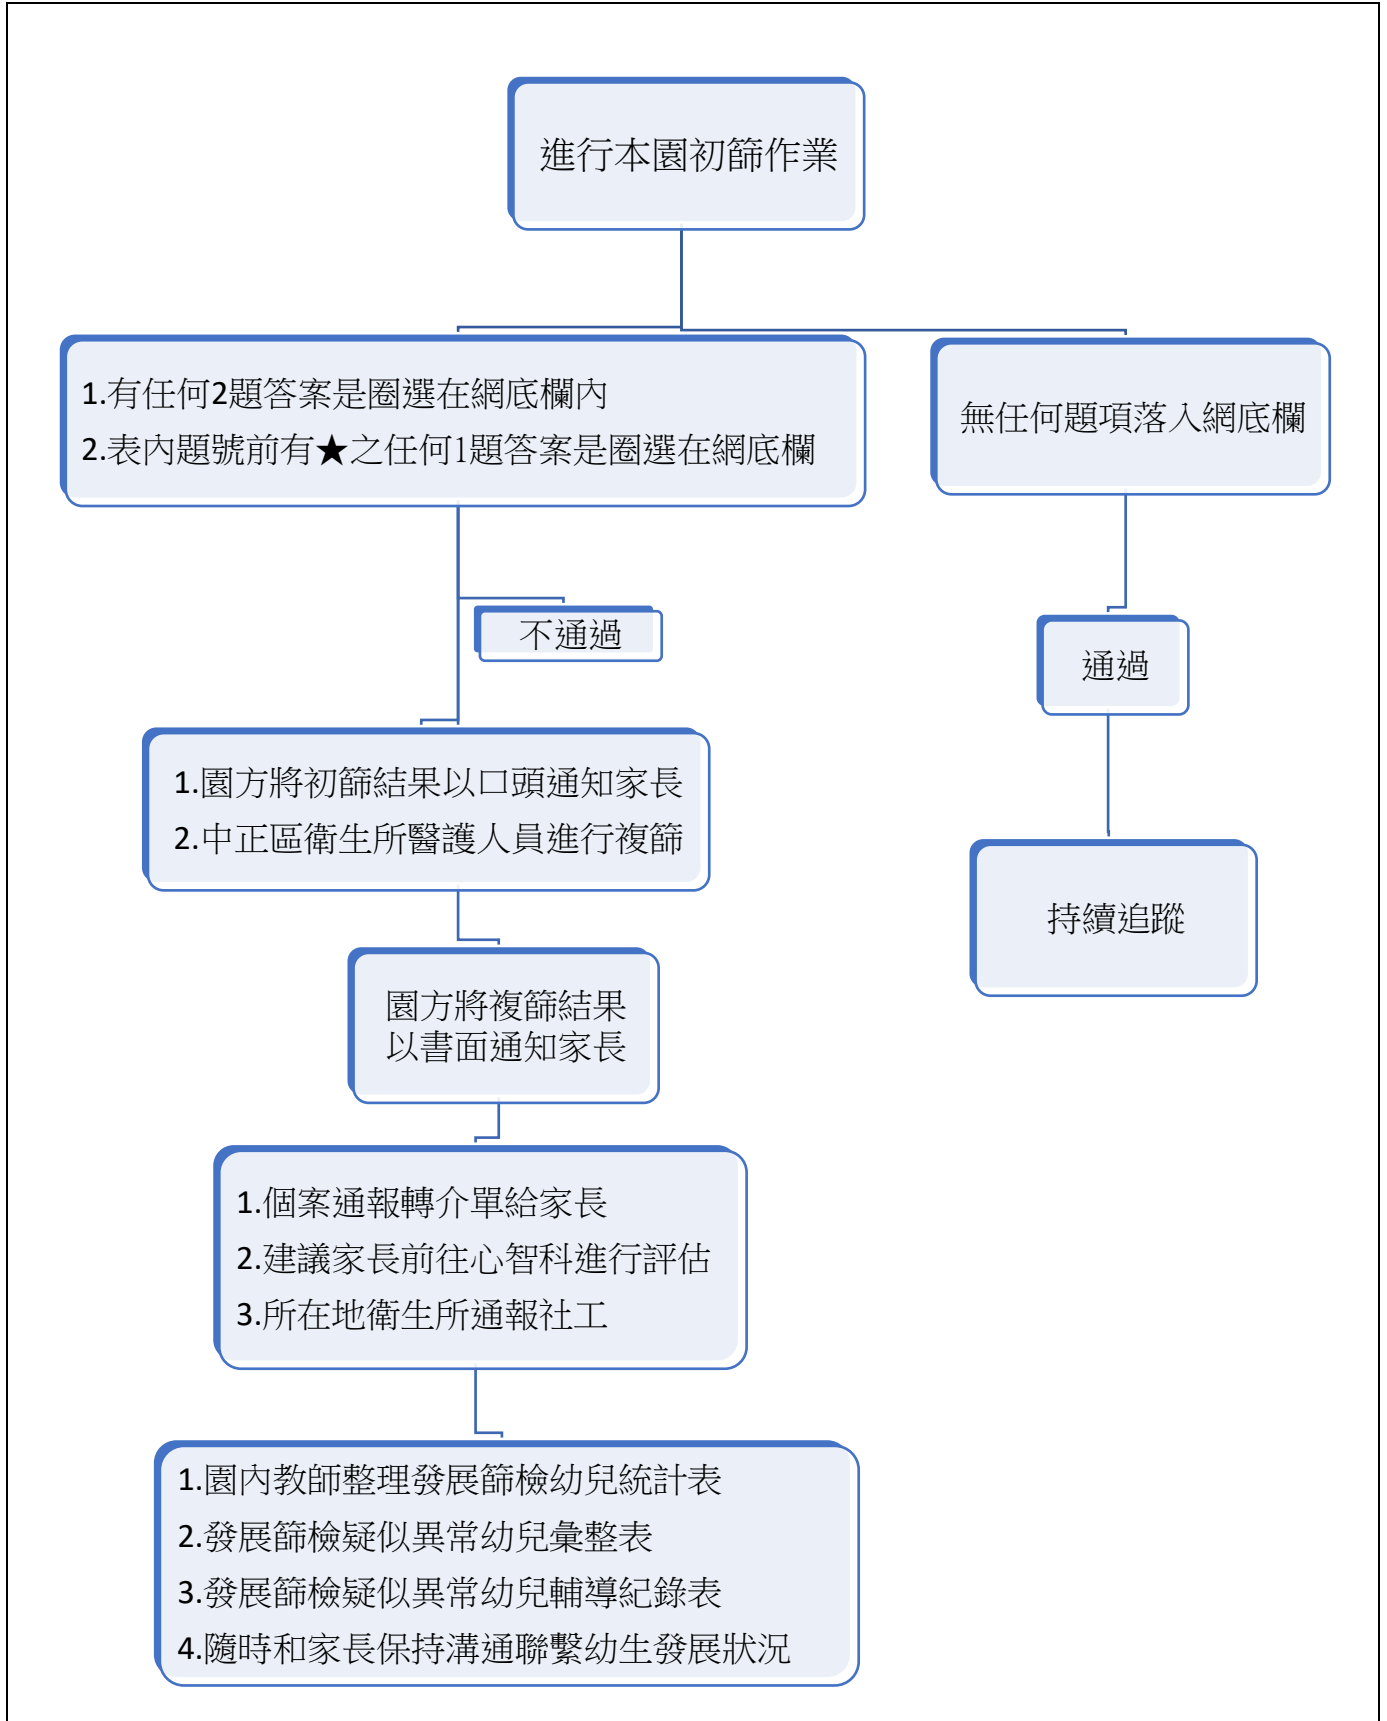 進行本園初篩作業
1.有任何2題答案是圈選在網底欄內
2.表內題號前有★之任何1題答案是圈選在網底欄
無任何題項落入網底欄
不通過
通過
1.園方將初篩結果以口頭通知家長
2.中正區衛生所醫護人員進行複篩
持續追蹤
園方將複篩結果
以書面通知家長
1.個案通報轉介單給家長
2.建議家長前往心智科進行評估
3.所在地衛生所通報社工
1.園內教師整理發展篩檢幼兒統計表
2.發展篩檢疑似異常幼兒彙整表
3.發展篩檢疑似異常幼兒輔導紀錄表
4.隨時和家長保持溝通聯繫幼生發展狀況